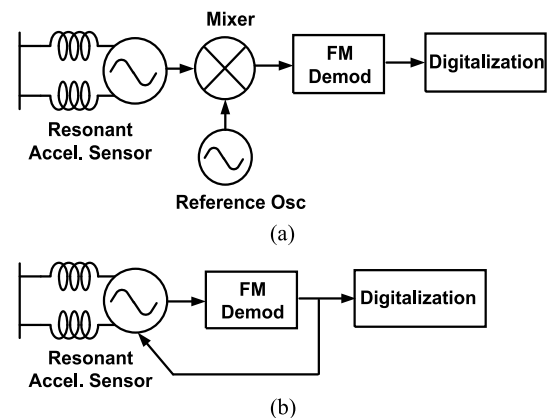 Mixer
FM
Demod
Digitalization
Resonant
Accel. Sensor
Reference Osc
(a)
FM
Demod
Digitalization
Resonant
Accel. Sensor
(b)